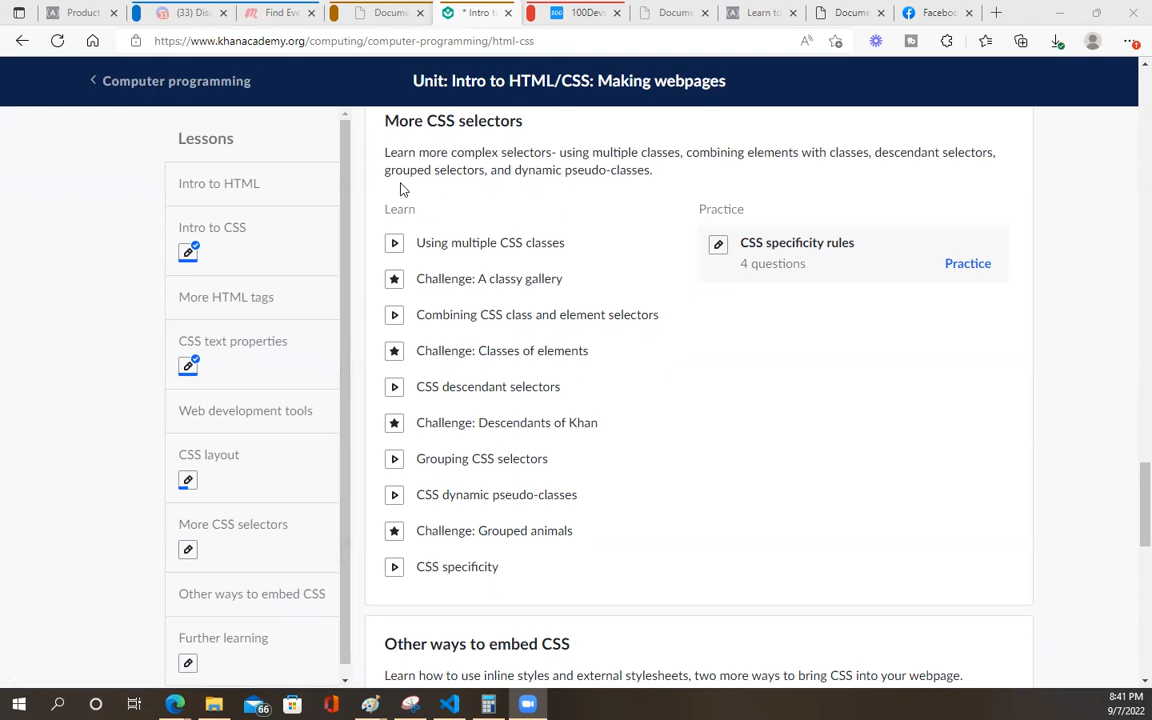 Product
(33) Dis
Find Eve
Docume
* Intro t
100Devs
Docume
Learn to
Docume
Faceboo
https://www.khanacademy.org/computing/computer-programming/html-css
Computer programming
Unit: Intro to HTML/CSS: Making webpages
Lessons
Intro to HTML
Intro to CSS
More HTML tags
CSS text properties
Web development tools
CSS layout
More CSS selectors
Other ways to embed CSS
Further learning
More CSS selectors
Learn more complex selectors- using multiple classes, combining elements with classes, descendant selectors,
grouped selectors, and dynamic pseudo-classes.
Learn
Using multiple CSS classes
Challenge: A classy gallery
Combining CSS class and element selectors
Challenge: Classes of elements
CSS descendant selectors
Challenge: Descendants of Khan
Grouping CSS selectors
CSS dynamic pseudo-classes
Challenge: Grouped animals
CSS specificity
Practice
CSS specificity rules
4 questions
Practice
Other ways to embed CSS
Learn how to use inline styles and external stylesheets, two more ways to bring CSS into your webpage.
66
8:41 PM
9/7/2022